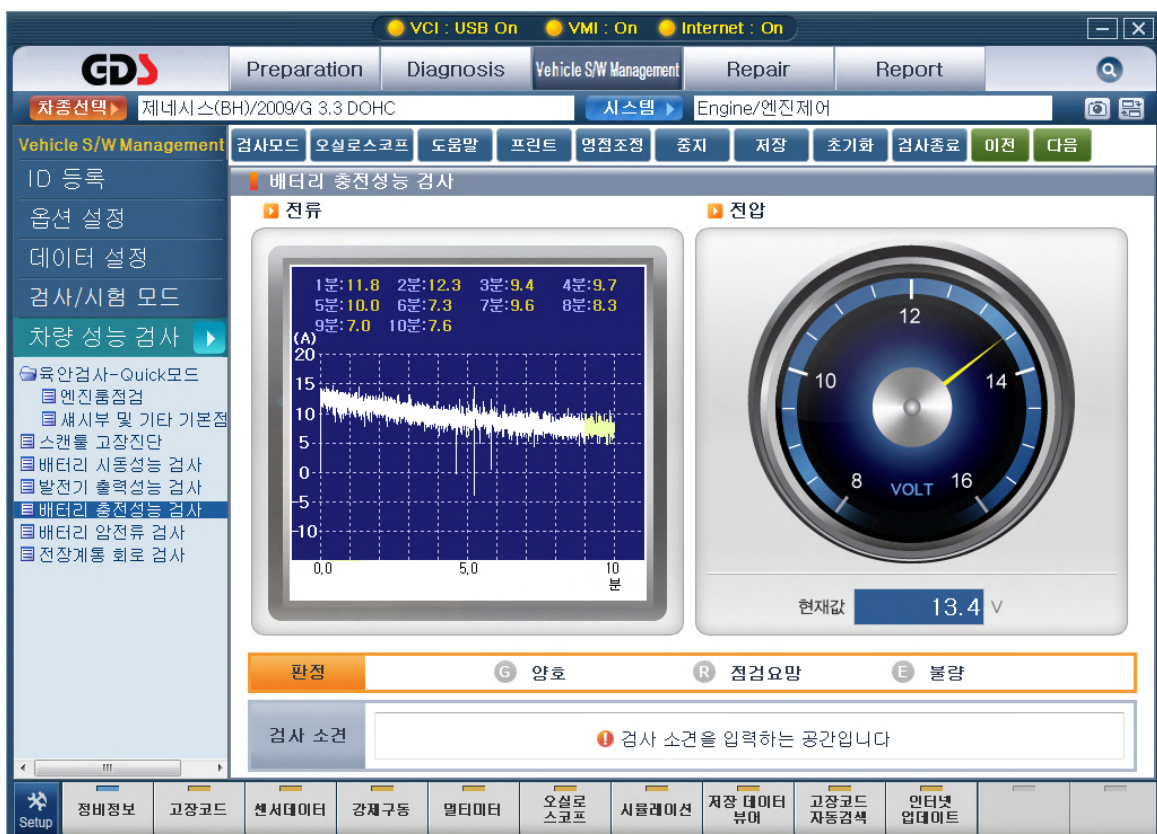 VCI : USB On VMI : On Internet : On
GDS Preparation Diagnosis Vehicle S/W Management Repair Report
차종선택 제네시스(BH)/2009/G 3.3 DOHC 시스템 Engine/엔진제어
Vehicle S/W Management
검사모드 오실로스코프 도움말 프린트 영점조정 중지 저장 초기화 검사종료 이전 다음
ID 등록
옵션 설정
데이터 설정
검사/시험 모드
차량 성능 검사
육안검사-Quick모드
엔진룸점검
섀시부 및 기타 기본점
스캔툴 고장진단
배터리 시동성능 검사
발전기 출력성능 검사
배터리 충전성능 검사
배터리 암전류 검사
전장계통 회로 검사
배터리 충전성능 검사
전류
1분:11.8 2분:12.3 3분:9.4 4분:9.7
5분:10.0 6분:7.3 7분:9.6 8분:8.3
9분:7.0 10분:7.6
(A)
20
15
10
5
0
-5
-10
0,0 5,0 10
분
전압
12
10 14
8 VOLT 16
현재값 13.4 V
판정 G 양호 R 점검요망 E 불량
검사 소견 검사 소견을 입력하는 공간입니다
Setup 정비정보 고장코드 센서데이터 강제구동 멀티미터 오실로스코프 시뮬레이션 저장 데이터 뷰어 고장코드 자동검색 인터넷 업데이트